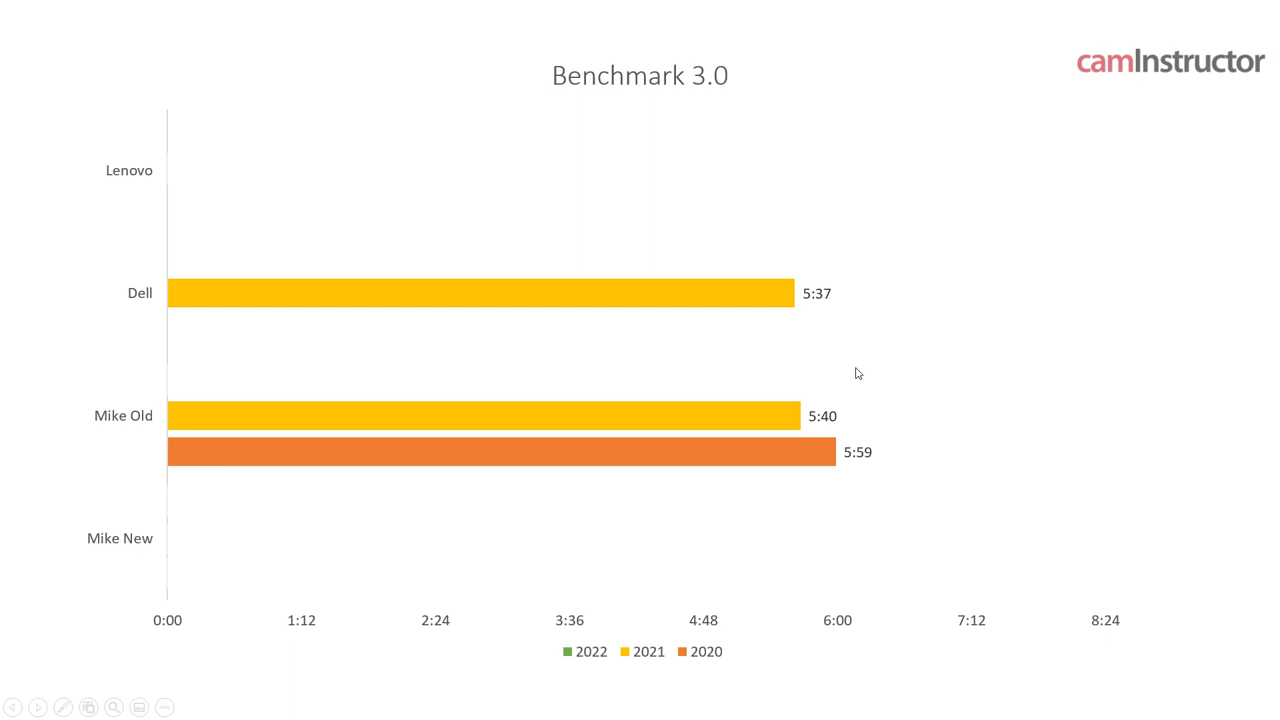 camInstructor
Benchmark 3.0
Lenovo
Dell
5:37
Mike Old
5:40
5:59
Mike New
0:00 1:12 2:24 3:36 4:48 6:00 7:12 8:24
2022 2021 2020